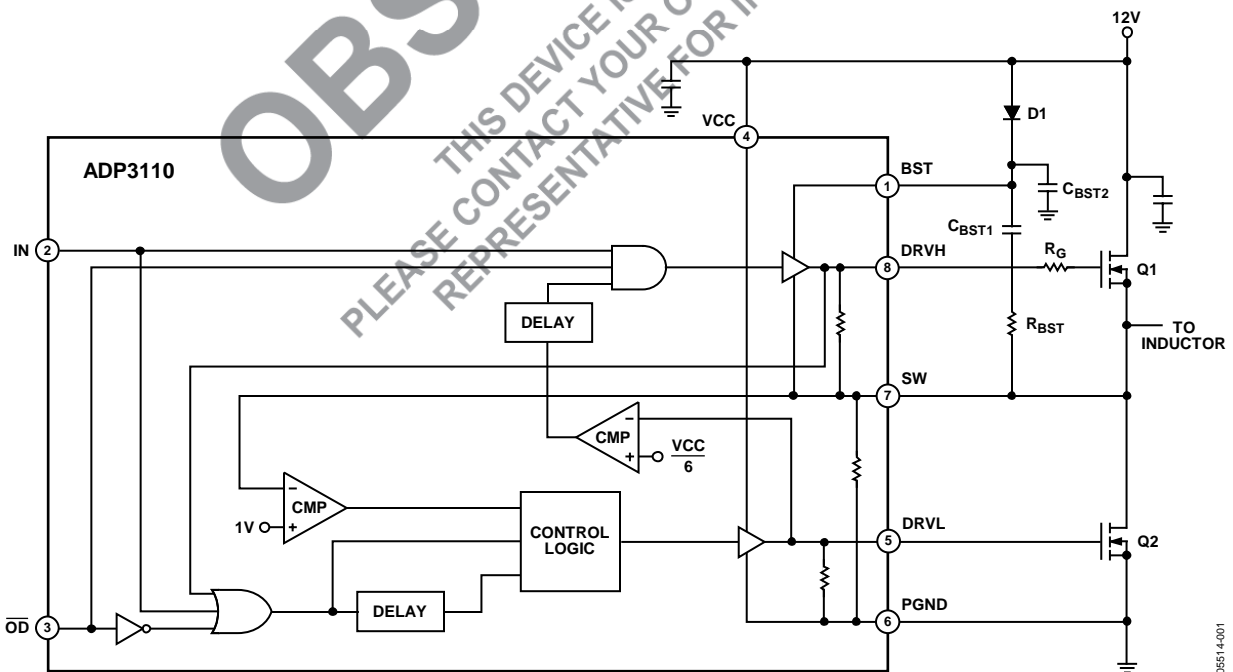 OBS
THIS DEVICE
PLEASE CONTACT YOUR
REPRESENTATIVE FOR
12V
VCC
4
D1
ADP3110
BST
1
CBST2
CBST1
IN
2
DRVH
8
RG
Q1
DELAY
RBST
TO
INDUCTOR
SW
7
CMP
VCC
6
CMP
1V
CONTROL
LOGIC
DRVL
5
Q2
DELAY
PGND
6
OD
3
05514-001